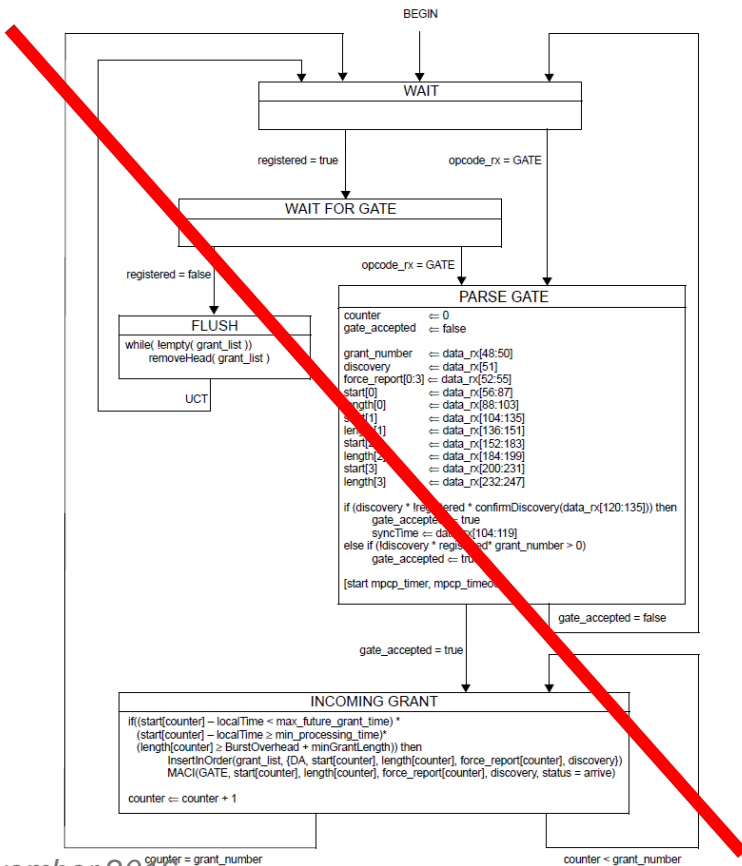 BEGIN
WAIT
registered = true
opcode_rx = GATE
WAIT FOR GATE
registered = false
opcode_rx = GATE
FLUSH
while( !empty( grant_list ))
removeHead( grant_list )
UCT
PARSE GATE
counter ⇐ 0
gate_accepted ⇐ false
grant_number ⇐ data_rx[48:50]
discovery ⇐ data_rx[51]
force_report[0:3] ⇐ data_rx[52:55]
start[0] ⇐ data_rx[56:87]
length[0] ⇐ data_rx[88:103]
⇐ data_rx[104:135]
⇐ data_rx[136:151]
⇐ data_rx[152:183]
⇐ data_rx[184:199]
start[3] ⇐ data_rx[200:231]
length[3] ⇐ data_rx[232:247]
if (discovery * !registered * confirmDiscovery(data_rx[120:135])) then
gate_accepted ⇐ true
syncTime ⇐ data_rx[104:119]
else if (!discovery * registered* grant_number > 0)
gate_accepted ⇐ true
[start mpcp_timer,
gate_accepted = false
gate_accepted = true
INCOMING GRANT
if((start[counter] – localTime < max_future_grant_time) *
(start[counter] – localTime ≥ min_processing_time)*
(length[counter] ≥ BurstOverhead + minGrantLength)) then
InsertInOrder(grant_list, {DA, start[counter], length[counter], force_report[counter], discovery})
MACI(GATE, start[counter], length[counter], force_report[counter], discovery, status = arrive)
counter ⇐ counter + 1
counter = grant_number
counter < grant_number